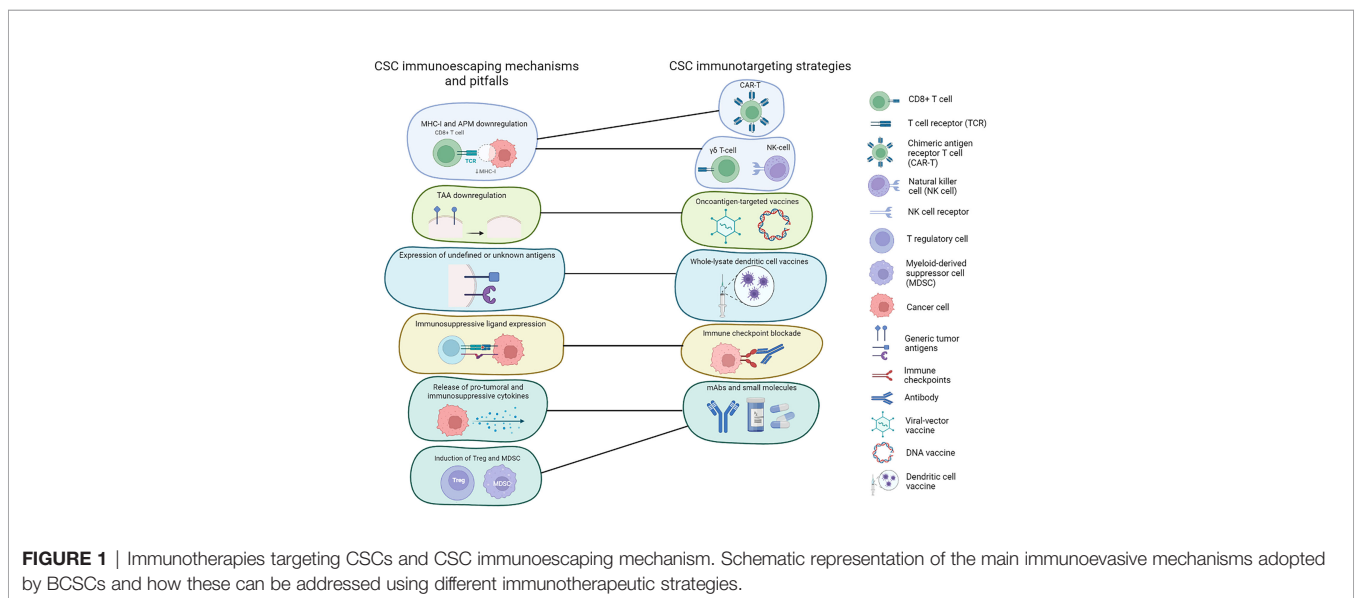 CSC immunoescaping mechanisms
and pitfalls
MHC-I and APM downregulation
CD8+ T cell
TCR
↓MHC-I
TAA downregulation
Expression of undefined or unknown antigens
Immunosuppressive ligand expression
Release of pro-tumoral and
immunosuppressive cytokines
Induction of Treg and MDSC
Treg
MDSC
CSC immunotargeting strategies
CAR-T
γδ T-cell
NK-cell
Oncoantigen-targeted vaccines
Whole-lysate dendritic cell vaccines
Immune checkpoint blockade
mAbs and small molecules
CD8+ T cell
T cell receptor (TCR)
Chimeric antigen
receptor T cell
(CAR-T)
Natural killer
cell (NK cell)
NK cell receptor
T regulatory cell
Myeloid-derived
suppressor cell
(MDSC)
Cancer cell
Generic tumor
antigens
Immune
checkpoints
Antibody
Viral-vector
vaccine
DNA vaccine
Dendritic cell
vaccine
FIGURE 1 | Immunotherapies targeting CSCs and CSC immunoescaping mechanism. Schematic representation of the main immunoevasive mechanisms adopted
by BCSCs and how these can be addressed using different immunotherapeutic strategies.